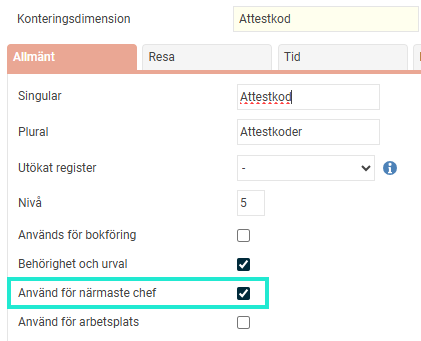 Konteringsdimension Attestkod
Allmänt Resa Tid
Singular Attestkod
Plural Attestkoder
Utökat register -
Nivå 5
Används för bokföring
Behörighet och urval
Använd för närmaste chef
Använd för arbetsplats